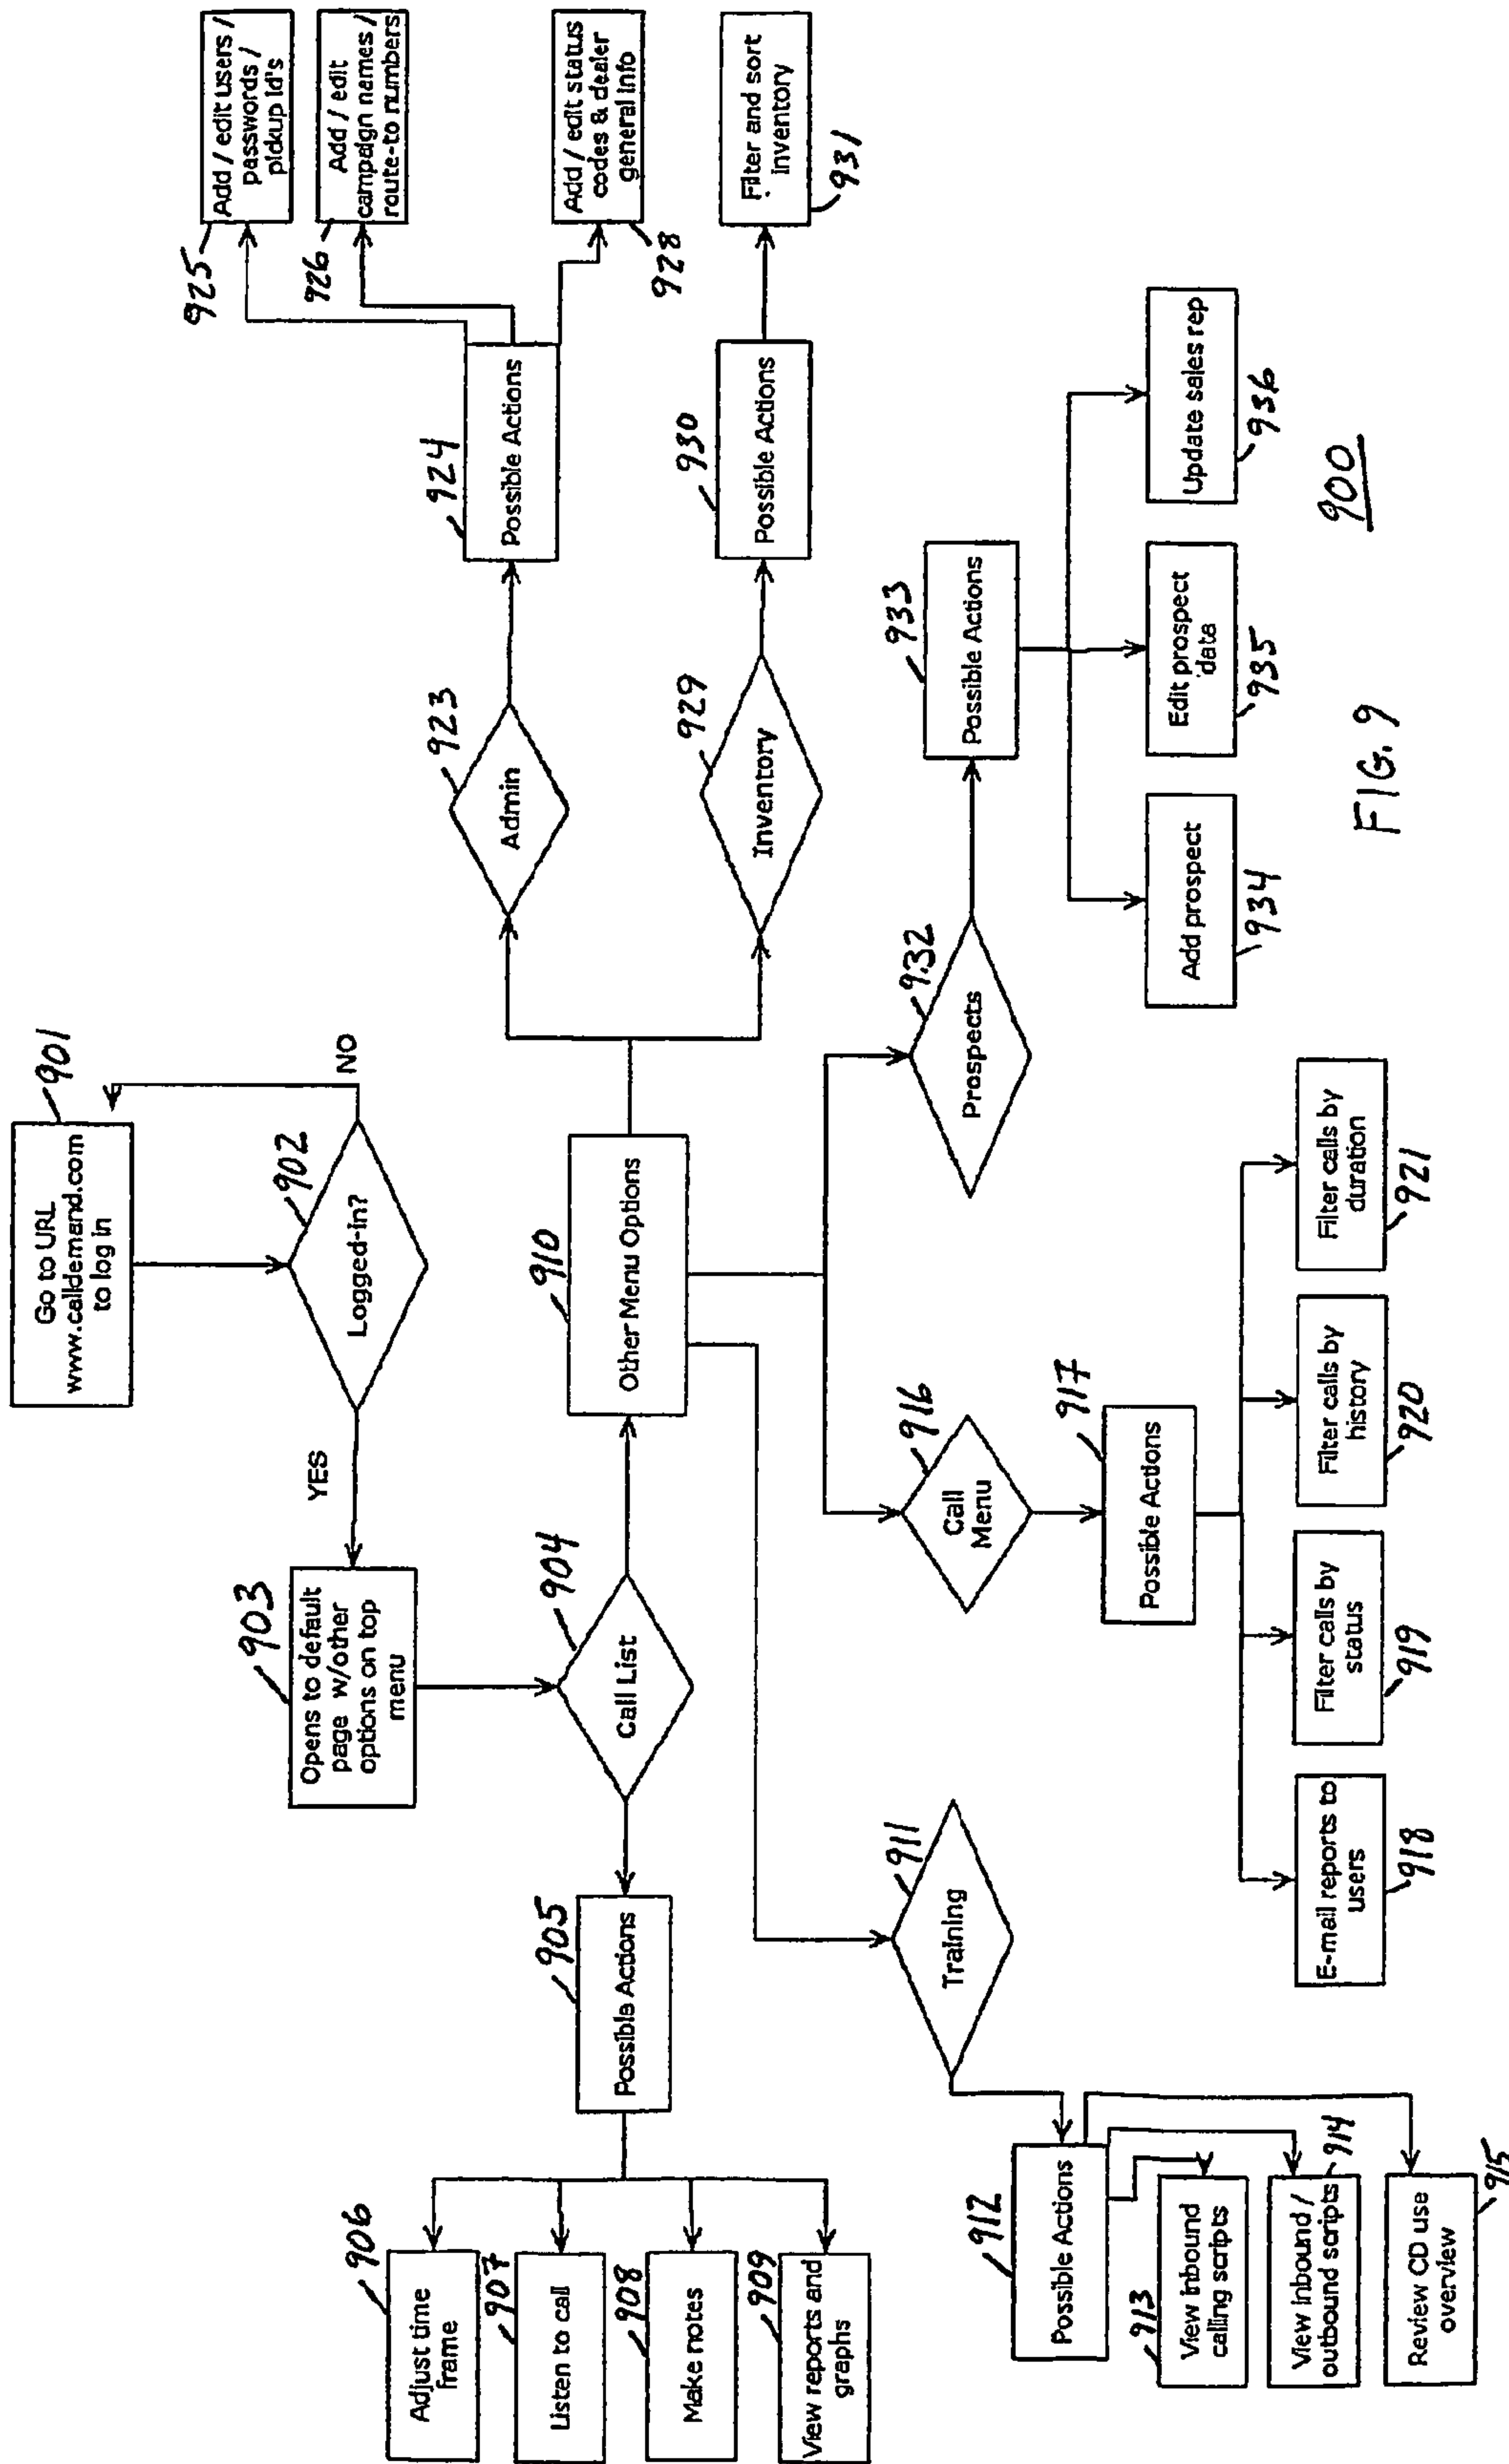 901
Go to URL
www.calldemand.com
to log in
902
Logged-in?
NO
YES
903
Opens to default
page w/other
options on top
menu
904
Call List
905
Possible Actions
906
Adjust time
frame
907
Listen to call
908
Make notes
909
View reports and
graphs
910
Other Menu Options
911
Training
912
Possible Actions
913
View inbound
calling scripts
914
View inbound /
outbound scripts
915
Review CD use
overview
916
Call
Menu
917
Possible Actions
918
E-mail reports to
users
919
Filter calls by
status
920
Filter calls by
history
921
Filter calls by
duration
923
Admin
924
Possible Actions
925
Add / edit users /
passwords /
pickup id's
926
Add / edit
campaign names /
route-to numbers
928
Add / edit status
codes & dealer
general info
929
Inventory
930
Possible Actions
931
Filter and sort
inventory
932
Prospects
933
Possible Actions
934
Add prospect
935
Edit prospect
data
936
Update sales rep
900
FIG. 9